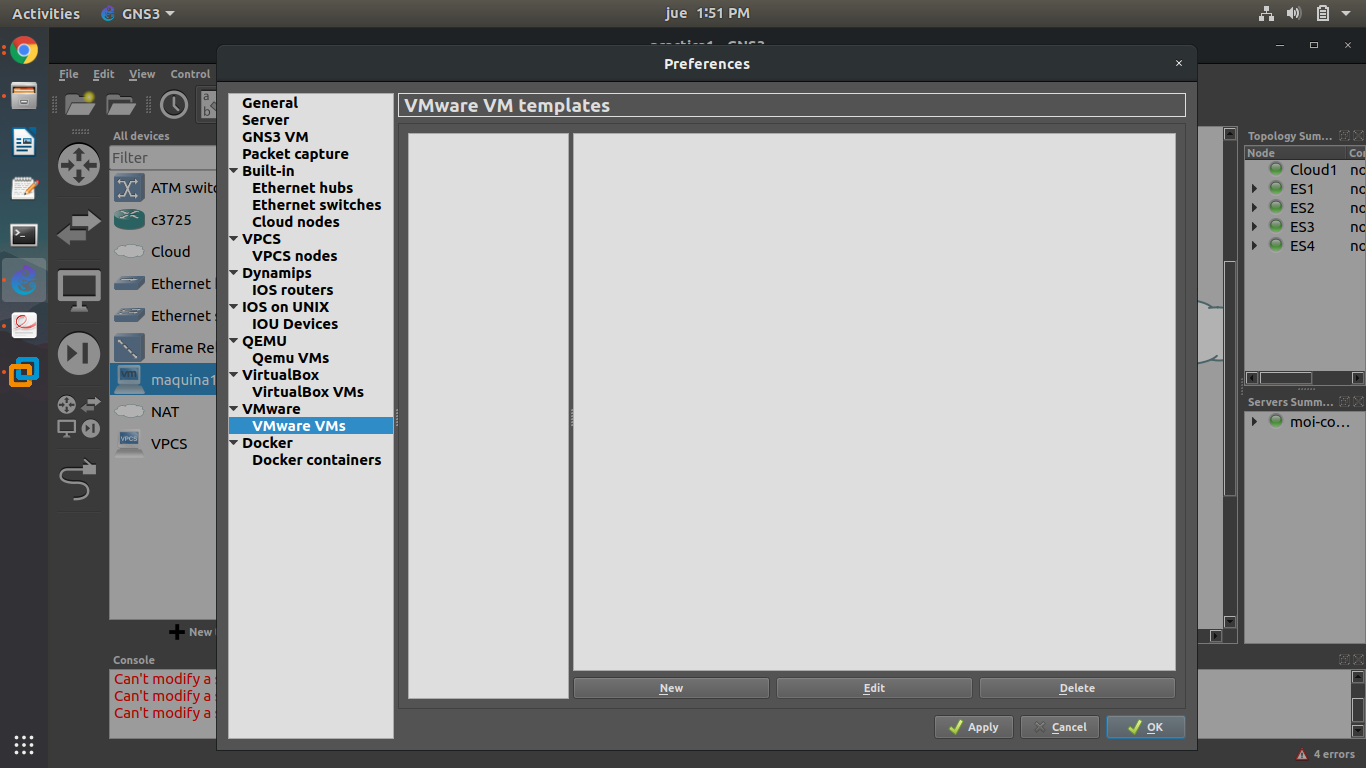 Activities
GNS3
jue 1:51 PM
File Edit View Control
Preferences
All devices
Filter
ATM swit
c3725
Cloud
Ethernet
Ethernet
Frame Re
maquina1
NAT
VPCS
VPCS
New
Console
Can't modify a
Can't modify a
Can't modify a
General
Server
GNS3 VM
Packet capture
Built-in
Ethernet hubs
Ethernet switches
Cloud nodes
VPCS
VPCS nodes
Dynamips
IOS routers
IOS on UNIX
IOU Devices
QEMU
Qemu VMs
VirtualBox
VirtualBox VMs
VMware
VMware VMs
Docker
Docker containers
VMware VM templates
New
Edit
Delete
Apply
Cancel
OK
Topology Sum...
Node Con
Cloud1 no
ES1 no
ES2 no
ES3 no
ES4 no
Servers Summ...
moi-co...
4 errors